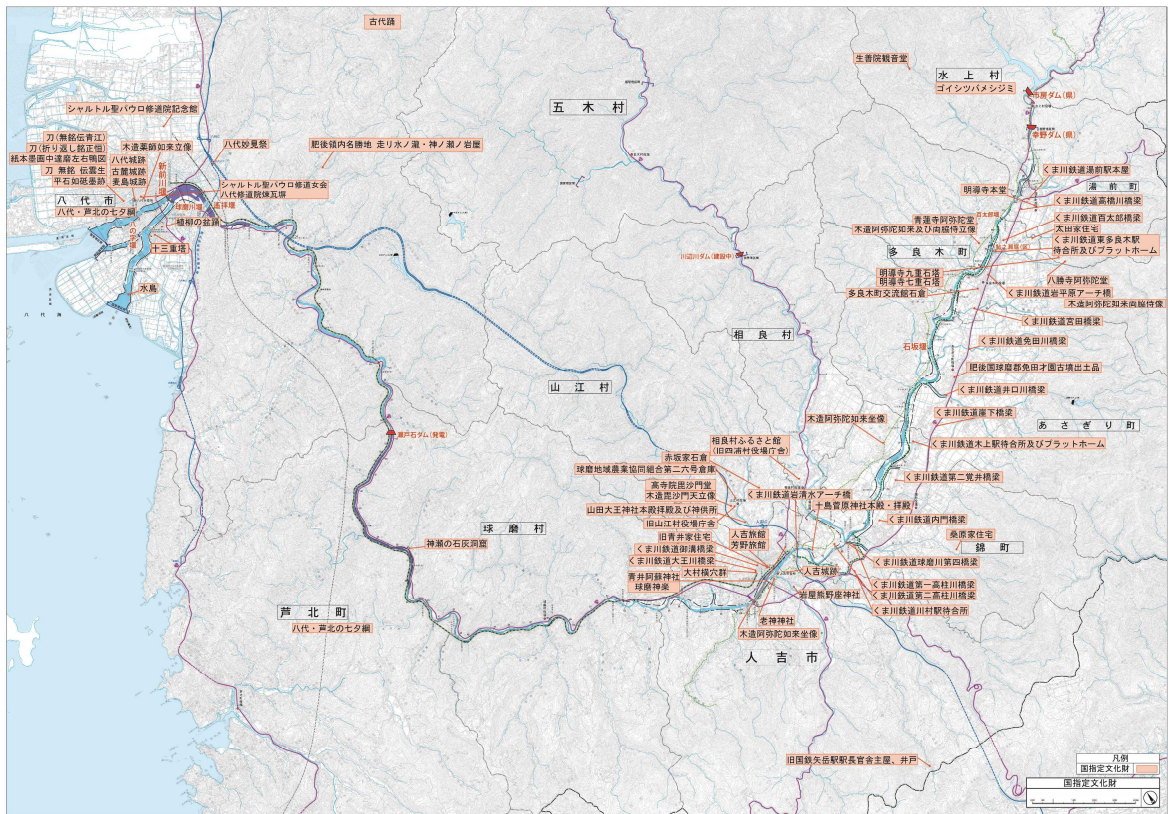 古代踊
生善院観音堂
水上村
ゴイシツバメシジミ
市房ダム(県)
幸野ダム(県)
五木村
シャルトル聖パウロ修道院記念館
刀(無銘伝青江)
刀(折り返し銘正恒)
紙本墨画中達磨左右鴨図
刀 無銘 伝雲生
平石如砥墨跡
木造薬師如来立像
八代城跡
古麓城跡
麦島城跡
新前川堰
八代妙見祭
肥後領内名勝地 走り水ノ瀧・神ノ瀬ノ岩屋
シャルトル聖パウロ修道女会
八代修道院煉瓦塀
八代市
八代・芦北の七夕綱
球磨川堰
遙拝堰
植柳の盆踊
十三重塔
水島
八代海
くま川鉄道湯前駅本屋
湯前町
明導寺本堂
くま川鉄道高橋川橋梁
百太郎堰
くま川鉄道百太郎橋梁
青蓮寺阿弥陀堂
木造阿弥陀如来及び両脇侍立像
太田家住宅
くま川鉄道東多良木駅
待合所及びプラットホーム
多良木町
八勝寺阿弥陀堂
明導寺九重石塔
明導寺七重石塔
多良木町交流館石倉
くま川鉄道岩平原アーチ橋
木造阿弥陀如来両脇侍像
くま川鉄道宮田橋梁
川辺川ダム(建設中)
相良村
石坂堰
くま川鉄道免田川橋梁
肥後国球磨郡免田才園古墳出土品
くま川鉄道井口川橋梁
山江村
木造阿弥陀如来坐像
くま川鉄道崖下橋梁
あさぎり町
瀬戸石ダム(発電)
相良村ふるさと館
(旧四浦村役場庁舎)
くま川鉄道木上駅待合所及びプラットホーム
赤坂家石倉
球磨地域農業協同組合第二六号倉庫
くま川鉄道第二覚井橋梁
高寺院毘沙門堂
木造毘沙門天立像
くま川鉄道岩清水アーチ橋
山田大王神社本殿拝殿及び神供所
十島菅原神社本殿・拝殿
旧山江村役場庁舎
くま川鉄道内門橋梁
球磨村
神瀬の石灰洞窟
旧青井家住宅
人吉旅館
芳野旅館
桑原家住宅
錦町
くま川鉄道御溝橋梁
くま川鉄道大王川橋梁
くま川鉄道球磨川第四橋梁
青井阿蘇神社
球磨神楽
大村横穴群
人吉城跡
くま川鉄道第一高柱川橋梁
くま川鉄道第二高柱川橋梁
岩屋熊野座神社
くま川鉄道川村駅待合所
芦北町
八代・芦北の七夕綱
老神神社
木造阿弥陀如来坐像
人吉市
旧国鉄矢岳駅駅長官舎主屋、井戸
凡例
国指定文化財
国指定文化財